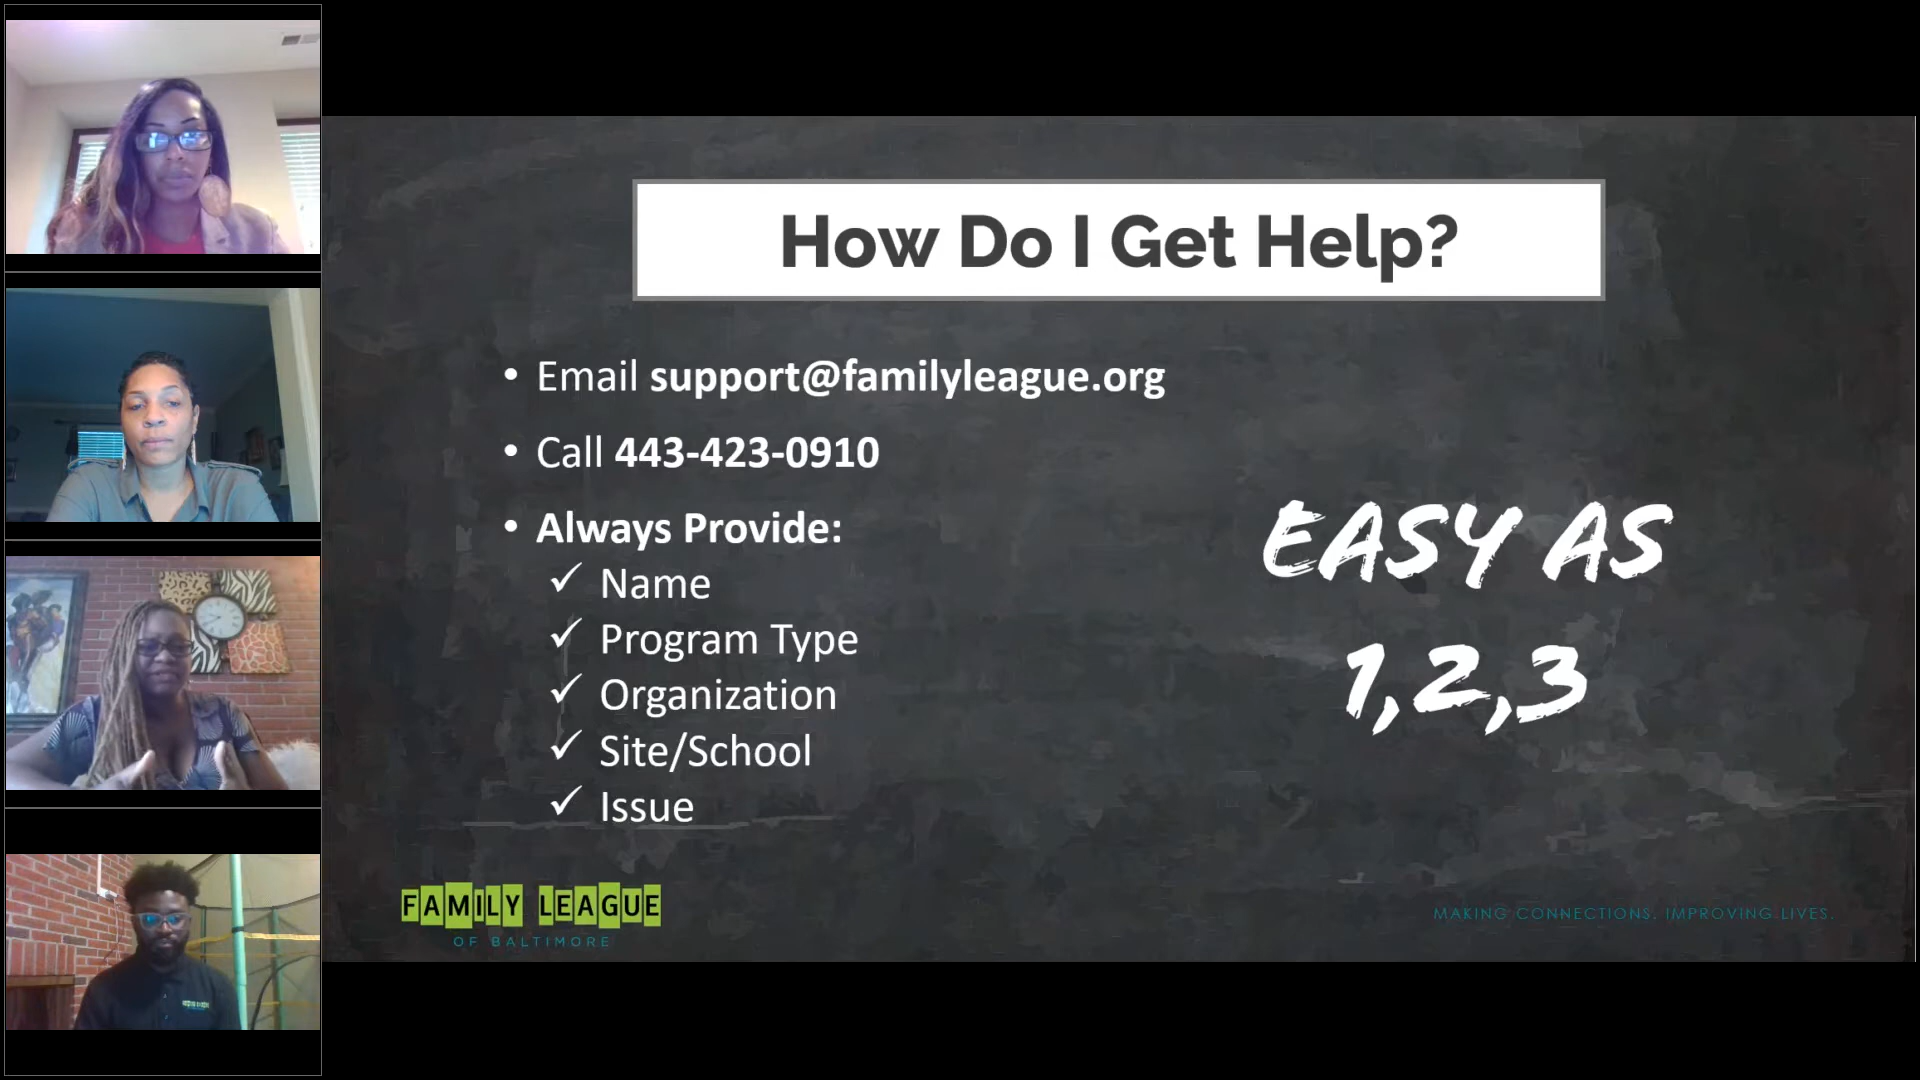 How Do I Get Help?
• Email support@familyleague.org
• Call 443-423-0910
• Always Provide:
✓ Name
✓ Program Type
✓ Organization
✓ Site/School
✓ Issue
EASY AS
1,2,3
FAMILY LEAGUE
OF BALTIMORE
MAKING CONNECTIONS. IMPROVING LIVES.